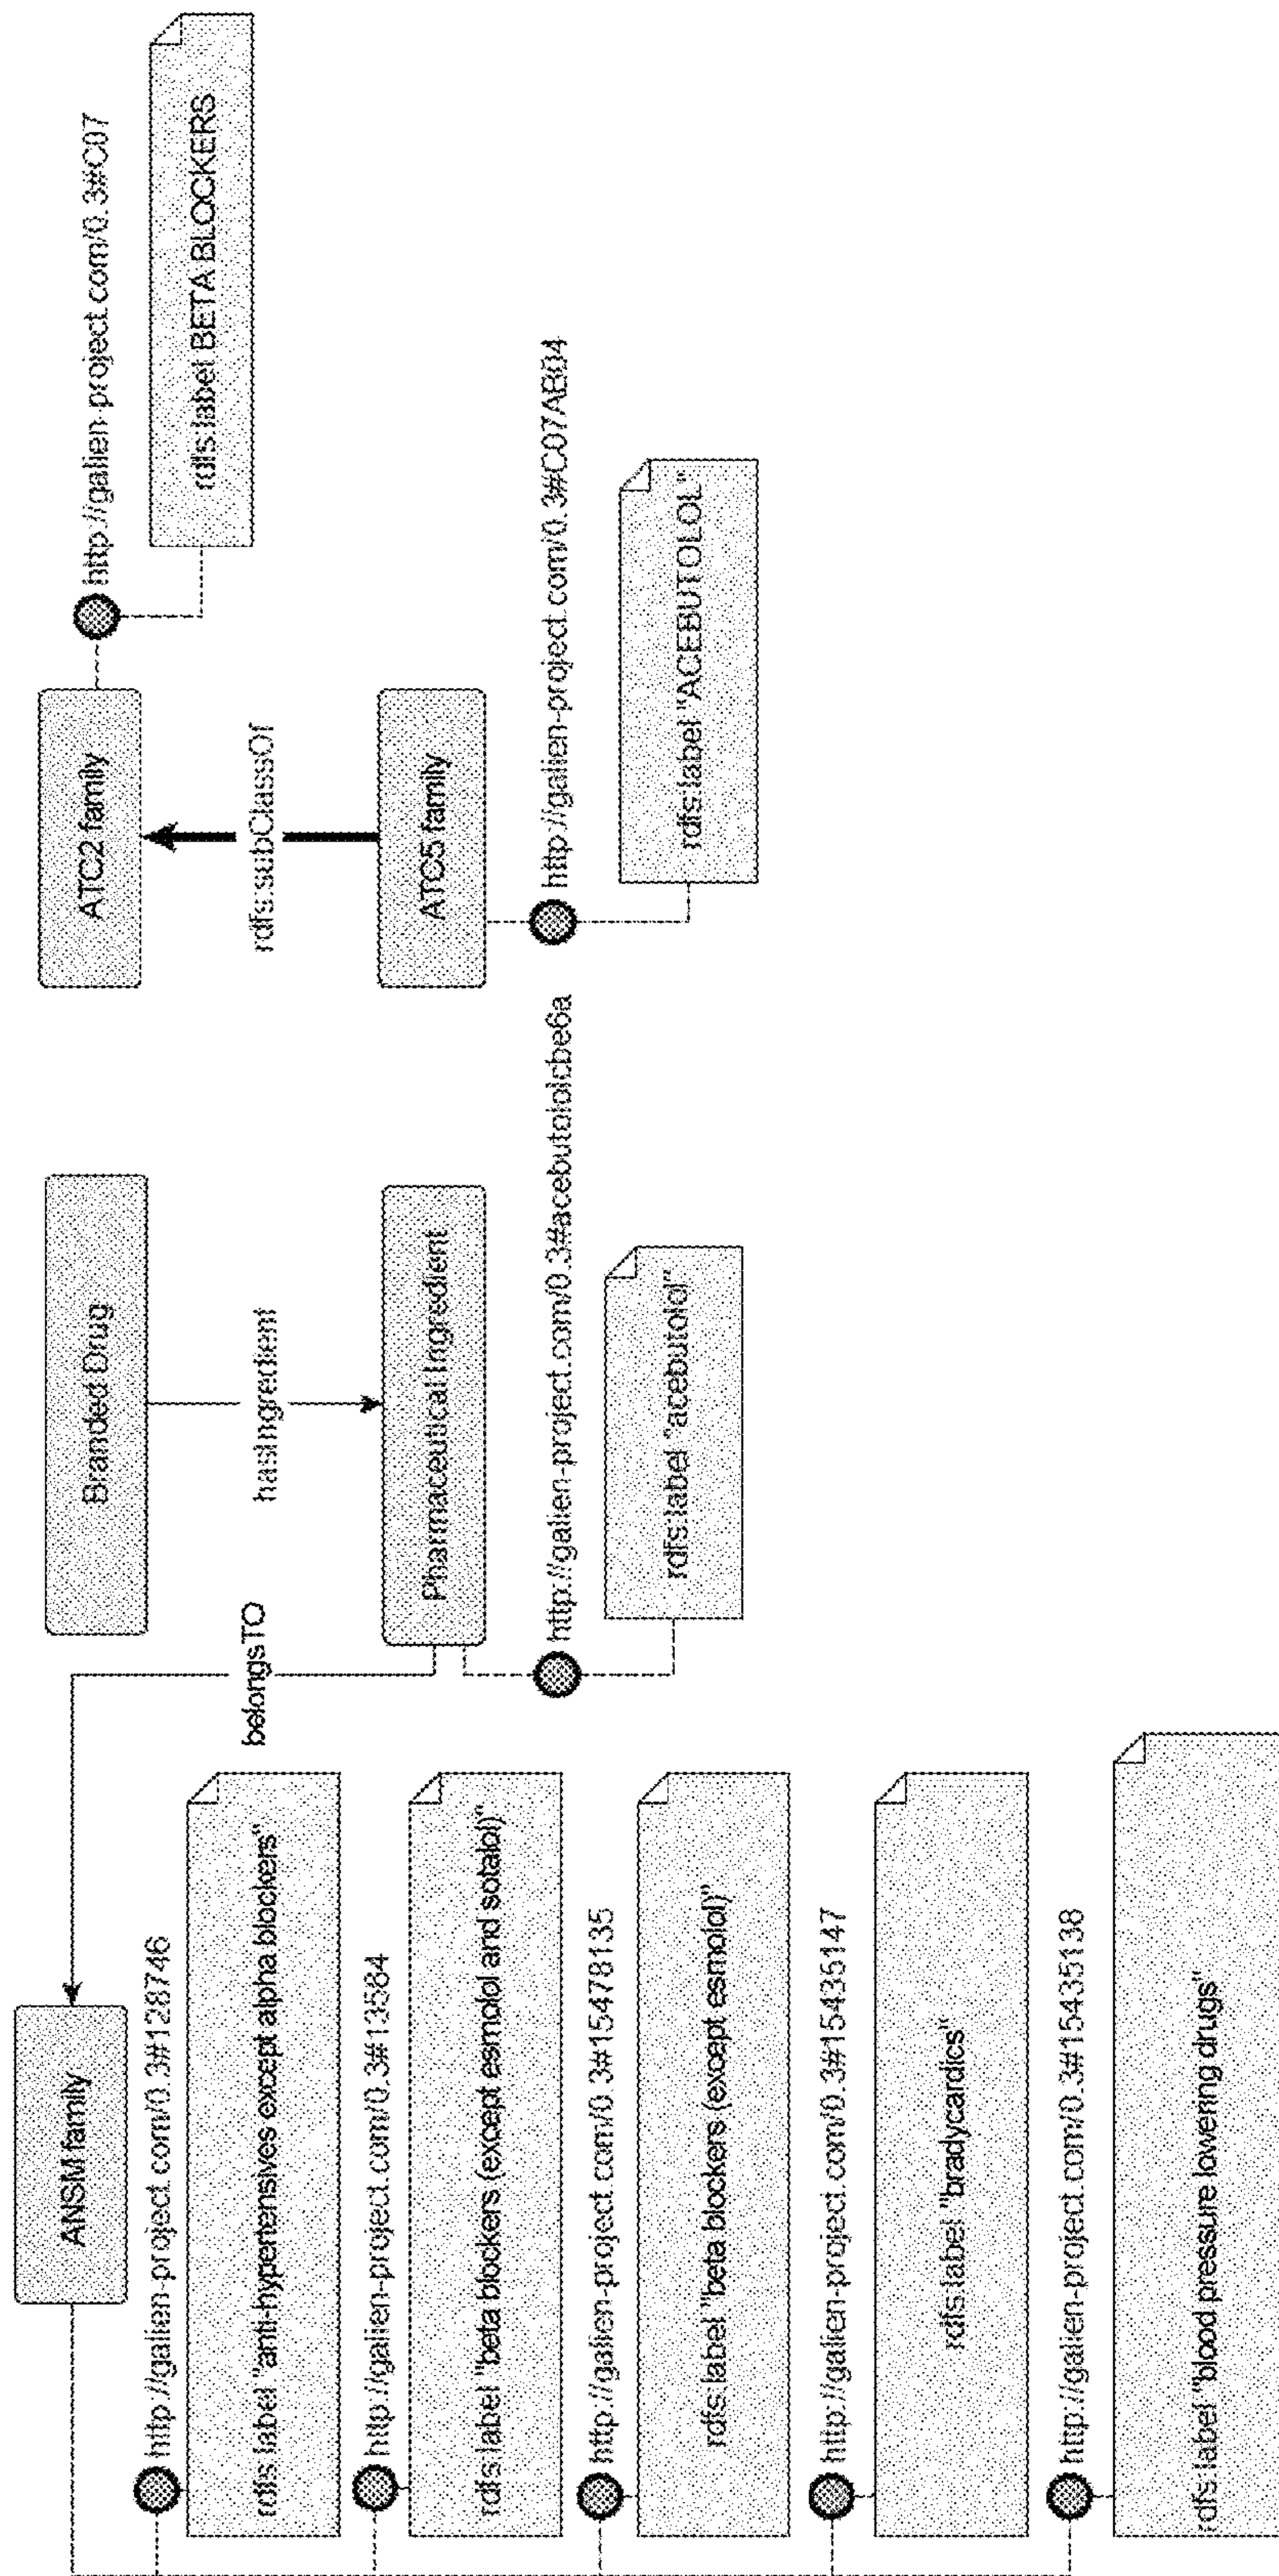 ANSM family
http://galien-project.com/0.3#128746
rdfs:label "anti-hypertensives except alpha blockers"
http://galien-project.com/0.3#13584
rdfs:label "beta blockers (except esmolol and sotalol)"
http://galien-project.com/0.3#15478135
rdfs:label "beta blockers (except esmolol)"
http://galien-project.com/0.3#15435147
rdfs:label "bradycardics"
http://galien-project.com/0.3#15435138
rdfs:label "blood pressure lowering drugs"
belongsTO
Branded Drug
hasIngredient
Pharmaceutical Ingredient
http://galien-project.com/0.3#acebutololcbe6a
rdfs:label "acebutolol"
ATC2 family
http://galien-project.com/0.3#C07
rdfs:label BETA BLOCKERS
rdfs:subClassOf
ATC5 family
http://galien-project.com/0.3#C07AB04
rdfs:label "ACEBUTOLOL"